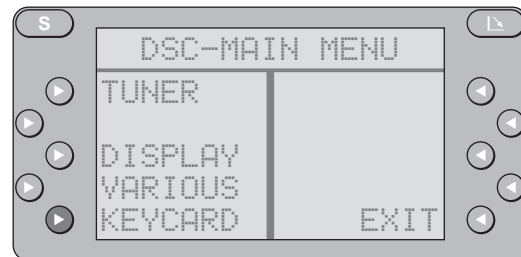 S
DSC-MAIN MENU
TUNER
DISPLAY
VARIOUS
KEYCARD EXIT